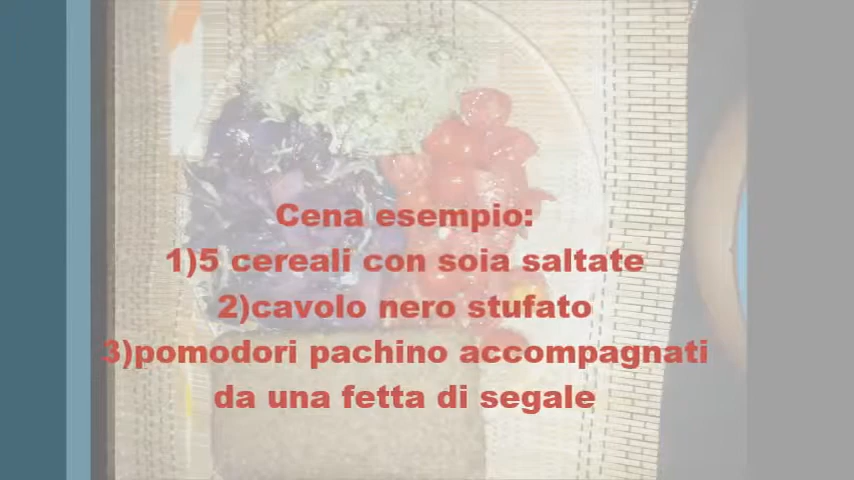 Cena esempio:
1)5 cereali con soia saltate
2)cavolo nero stufato
3)pomodori pachino accompagnati
da una fetta di segale